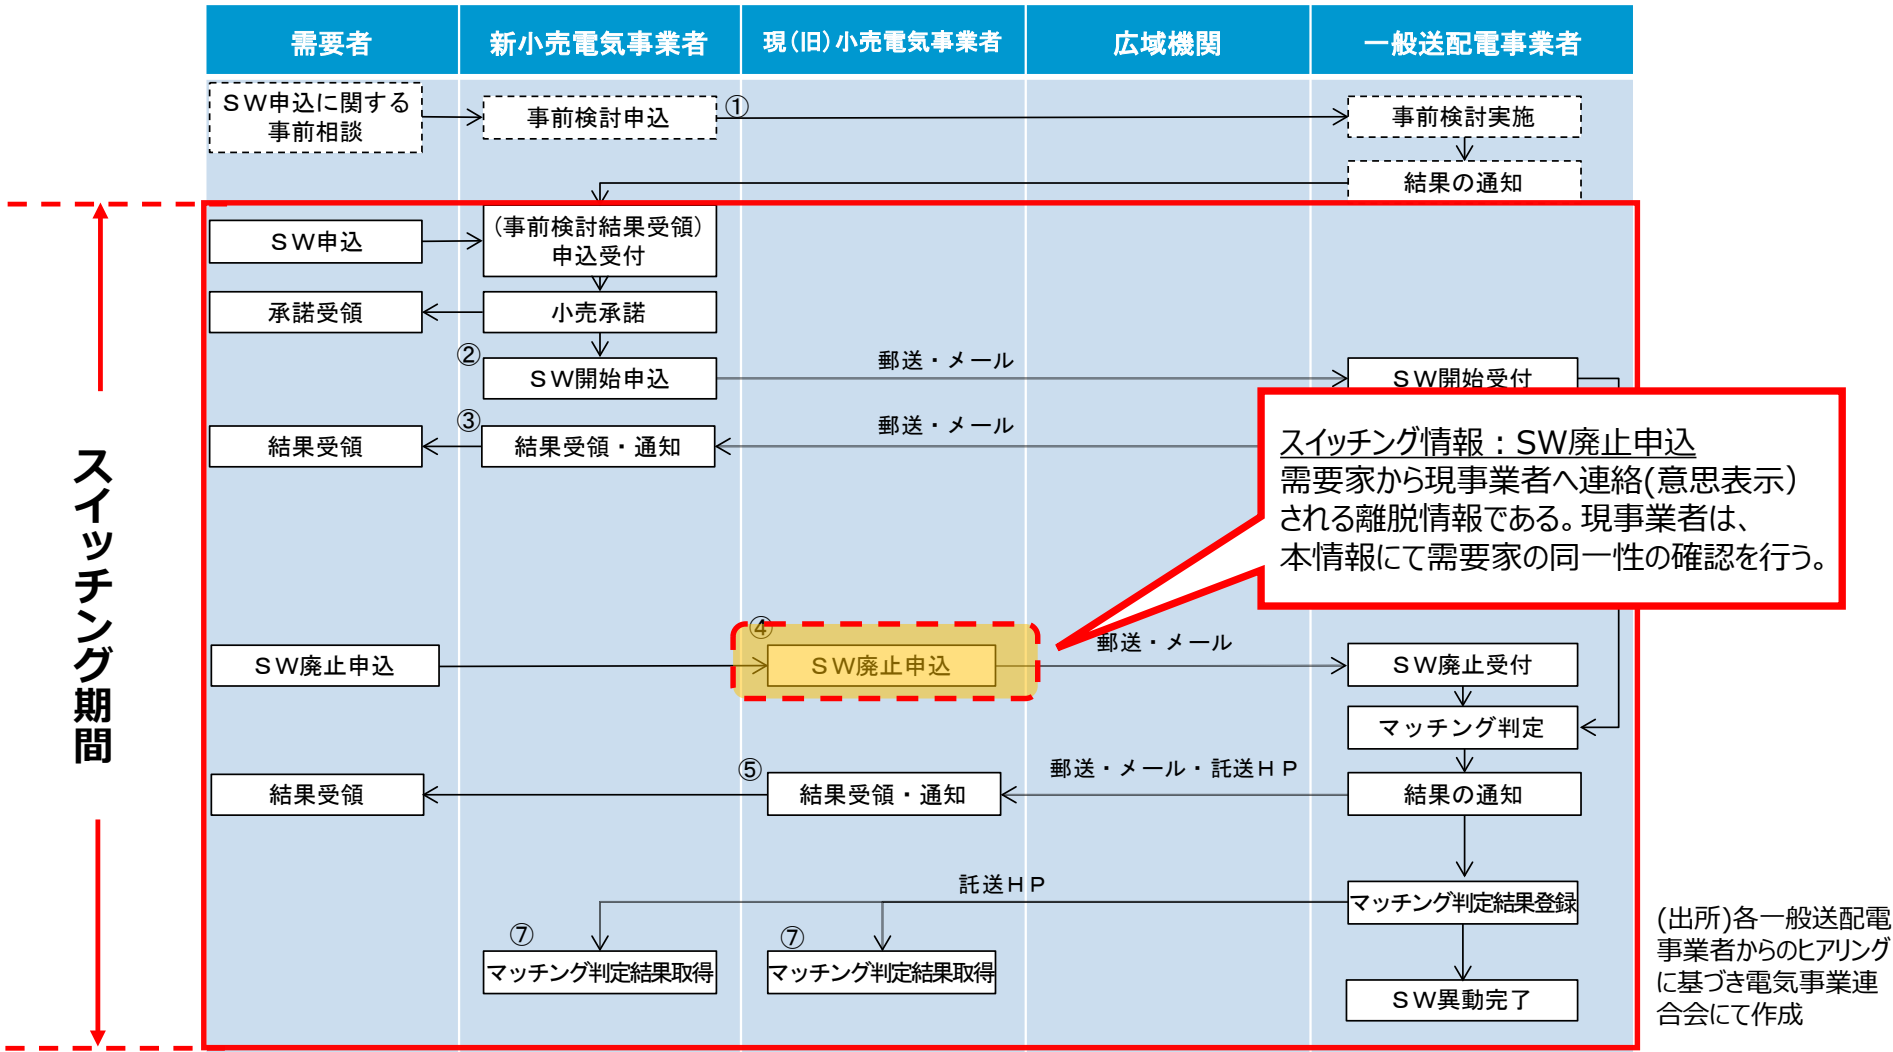 需要者
新小売電気事業者
現(旧)小売電気事業者
広域機関
一般送配電事業者
ＳＷ申込に関する
事前相談
事前検討申込
①
事前検討実施
結果の通知
ＳＷ申込
(事前検討結果受領)
申込受付
承諾受領
小売承諾
②
ＳＷ開始申込
郵送・メール
ＳＷ開始受付
③
結果受領
結果受領・通知
郵送・メール
スイッチング情報：SW廃止申込
需要家から現事業者へ連絡(意思表示）
される離脱情報である。現事業者は、
本情報にて需要家の同一性の確認を行う。
スイッチング期間
④
ＳＷ廃止申込
ＳＷ廃止申込
郵送・メール
ＳＷ廃止受付
マッチング判定
⑤
結果受領
結果受領・通知
郵送・メール・託送ＨＰ
結果の通知
託送ＨＰ
マッチング判定結果登録
⑦
マッチング判定結果取得
⑦
マッチング判定結果取得
ＳＷ異動完了
(出所)各一般送配電
事業者からのヒアリング
に基づき電気事業連
合会にて作成